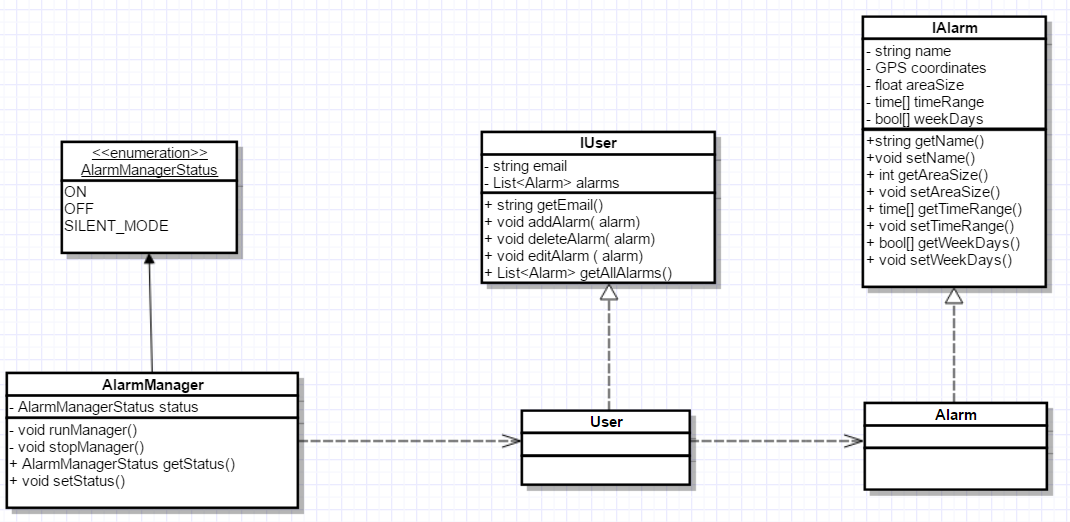 <<enumeration>>
AlarmManagerStatus
ON
OFF
SILENT_MODE
AlarmManager
- AlarmManagerStatus status
- void runManager()
- void stopManager()
+ AlarmManagerStatus getStatus()
+ void setStatus()
IUser
- string email
- List<Alarm> alarms
+ string getEmail()
+ void addAlarm( alarm)
+ void deleteAlarm( alarm)
+ void editAlarm ( alarm)
+ List<Alarm> getAllAlarms()
User
IAlarm
- string name
- GPS coordinates
- float areaSize
- time[] timeRange
- bool[] weekDays
+string getName()
+void setName()
+ int getAreaSize()
+ void setAreaSize()
+ time[] getTimeRange()
+ void setTimeRange()
+ bool[] getWeekDays()
+ void setWeekDays()
Alarm